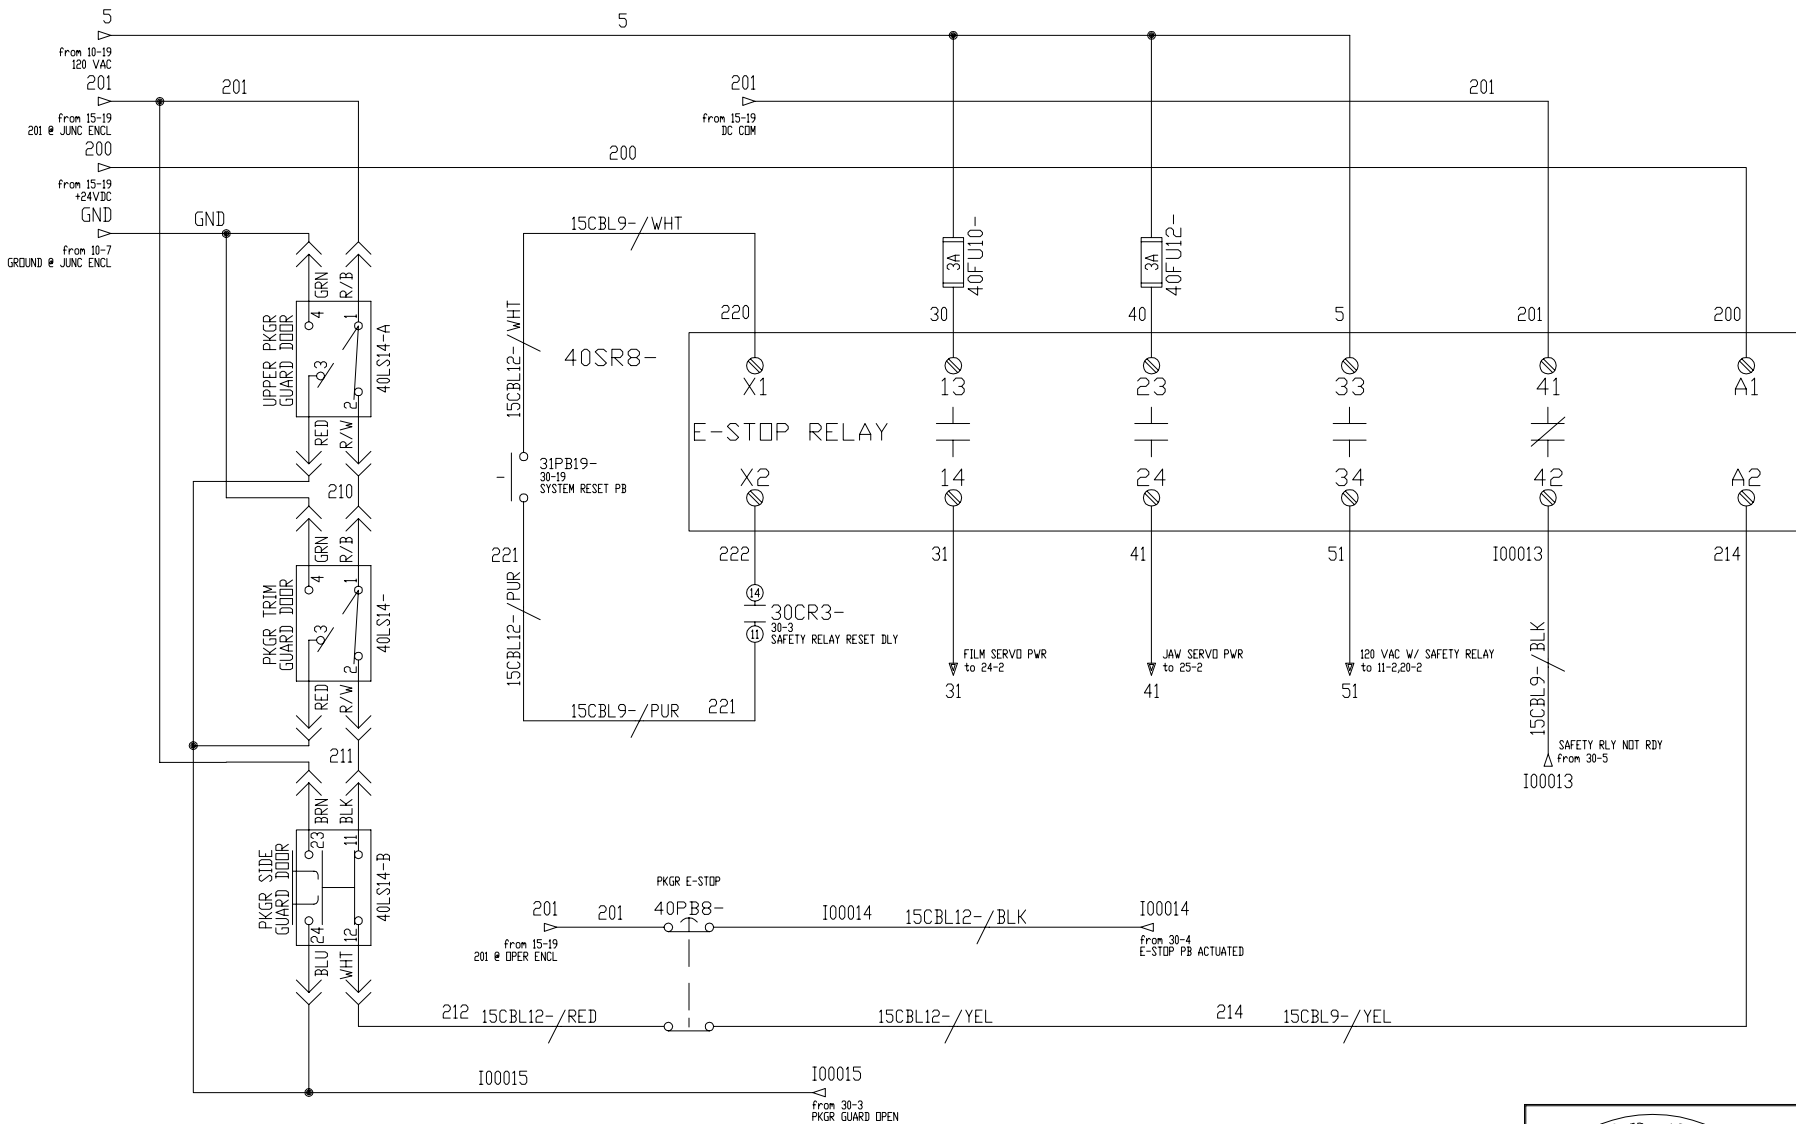 5
5
from 10-19
120 VAC
201
201
from 15-19
201 @ JUNC ENCL
201
from 15-19
DC COM
201
200
200
from 15-19
+24VDC
GND
GND
from 10-7
GROUND @ JUNC ENCL
GRN
R/B
UPPER PKGR
GUARD DOOR
4
1
3
2
40LS14-A
RED
R/W
210
GRN
R/B
PKGR TRIM
GUARD DOOR
4
1
3
2
40LS14-
RED
R/W
211
BRN
BLK
PKGR SIDE
GUARD DOOR
23
11
24
12
40LS14-B
BLU
WHT
15CBL9-/WHT
15CBL12-/WHT
40SR8-
31PB19-
30-19
SYSTEM RESET PB
221
15CBL12-/PUR
15CBL9-/PUR
221
3A
40FU10-
3A
40FU12-
220
30
40
5
201
200
X1
13
23
33
41
A1
E-STOP RELAY
X2
14
24
34
42
A2
222
31
41
51
I00013
214
14
30CR3-
30-3
SAFETY RELAY RESET DLY
11
FILM SERVO PWR
to 24-2
31
JAW SERVO PWR
to 25-2
41
120 VAC W/ SAFETY RELAY
to 11-2,20-2
51
15CBL9-/BLK
SAFETY RLY NOT RDY
from 30-5
I00013
PKGR E-STOP
40PB8-
201
201
from 15-19
201 @ OPER ENCL
I00014
15CBL12-/BLK
I00014
from 30-4
E-STOP PB ACTUATED
212
15CBL12-/RED
15CBL12-/YEL
214
15CBL9-/YEL
I00015
I00015
from 30-3
PKGR GUARD OPEN